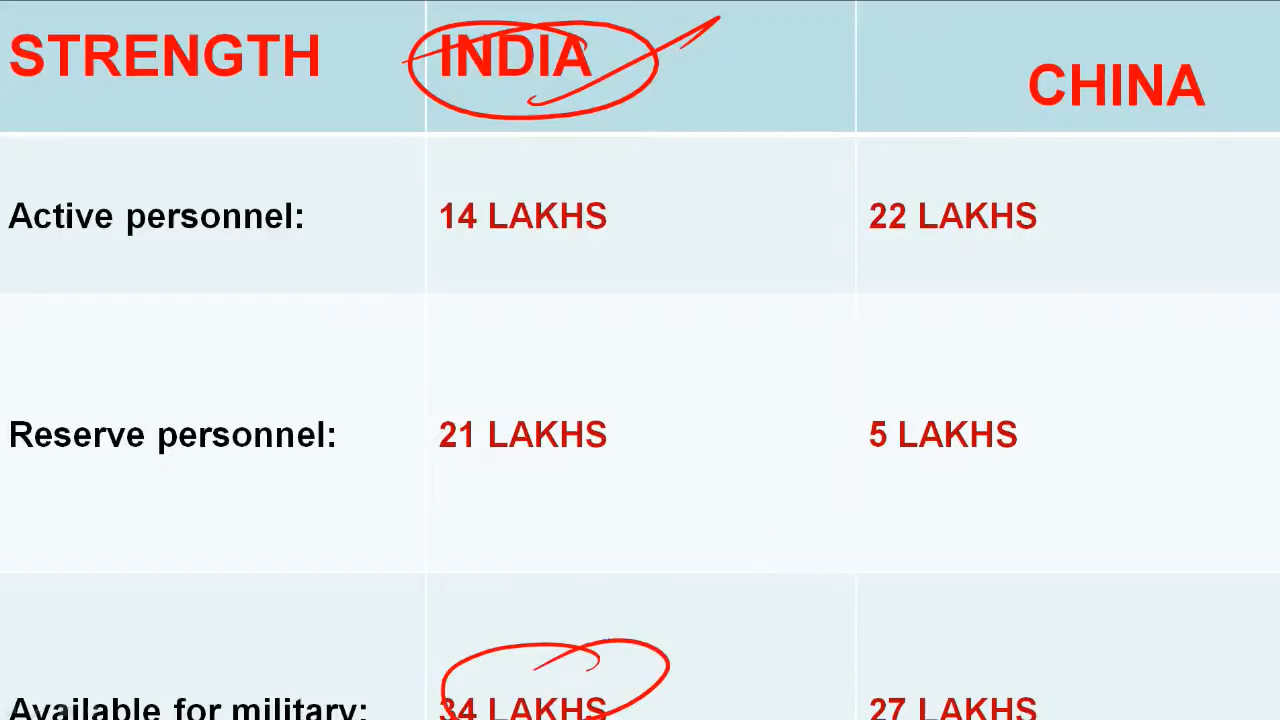 STRENGTH INDIA CHINA
Active personnel: 14 LAKHS 22 LAKHS
Reserve personnel: 21 LAKHS 5 LAKHS
Available for military: 34 LAKHS 27 LAKHS